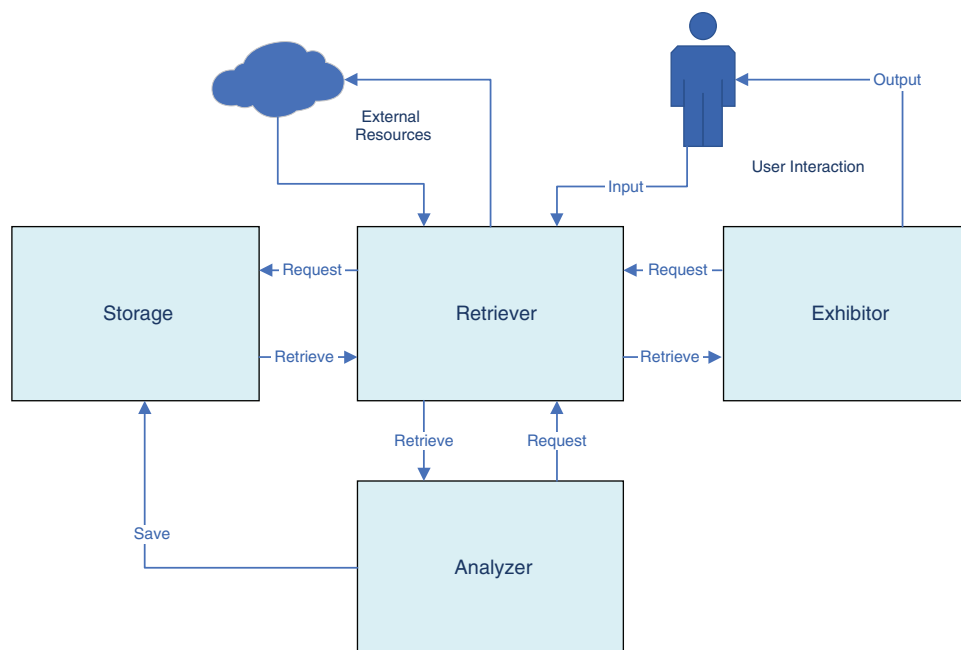 Output
External
Resources
User Interaction
Input
Request
Request
Storage
Retriever
Exhibitor
Retrieve
Retrieve
Retrieve
Request
Save
Analyzer